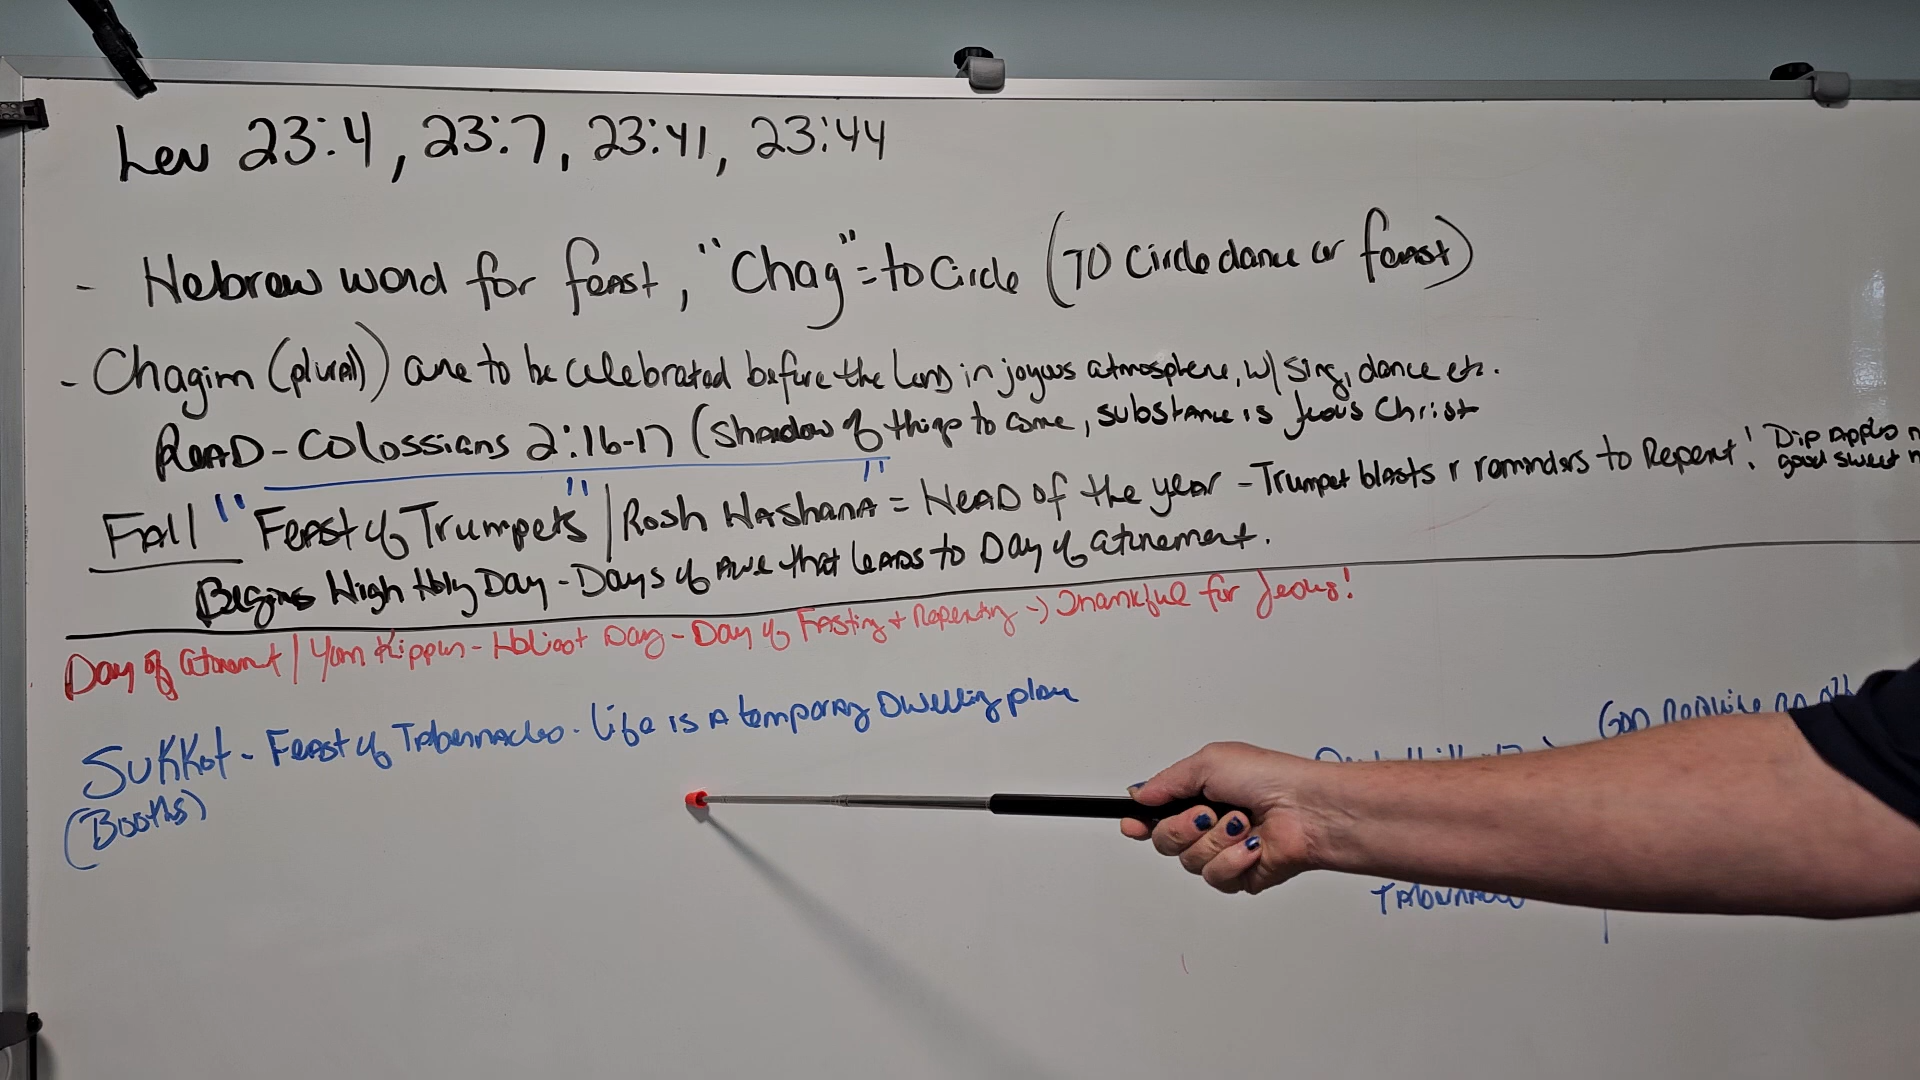 Lev 23:4, 23:7, 23:41, 23:44
- Hebrew word for feast, "Chag" = to Circle (TO Circle dance or feast)
- Chagim (plural) are to be celebrated before the Lord in joyous atmosphere, w/ sing, dance etc.
READ - Colossians 2:16-17 (Shadow of things to come, substance is Jesus Christ
Fall "Feast of Trumpets" / Rosh Hashana" = HEAD of the year - Trumpet blasts r reminders to Repent! Dip Apples
good sweet
Begins High Holy Day - Days of Awe that leads to Day of atonement.
Day of atonement / Yom Kippur - Holiest Day - Day of Fasting + Repenting -> Thankful for Jesus!
Sukkot - Feast of Tabernacles. Life is A temporary Dwelling place
(Booths)
God
Tabernacle